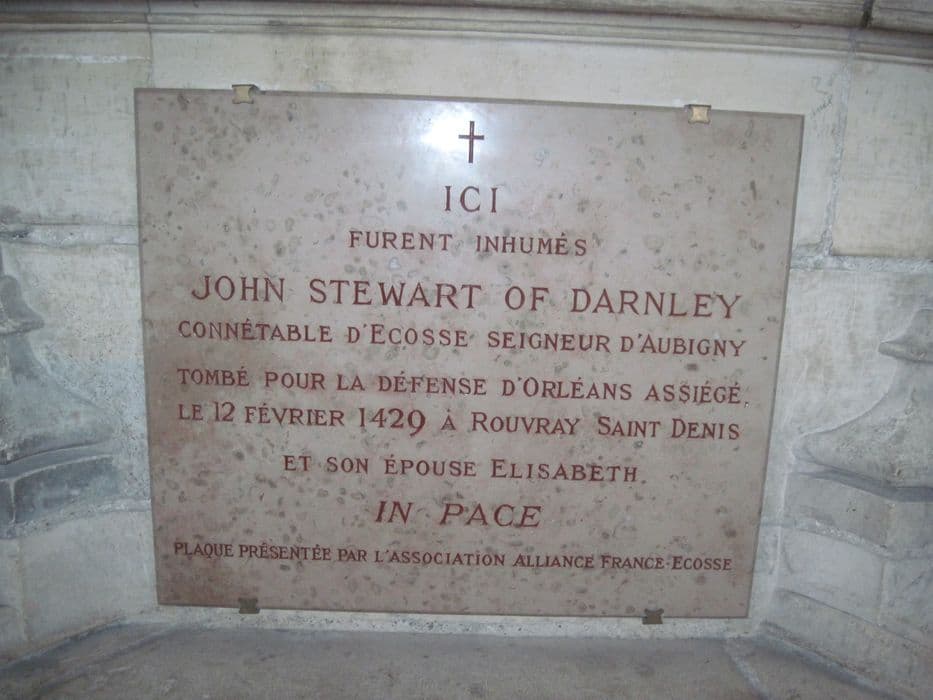 ICI
FURENT INHUMÉS
JOHN STEWART OF DARNLEY
CONNÉTABLE D'ECOSSE SEIGNEUR D'AUBIGNY
TOMBÉ POUR LA DÉFENSE D'ORLÉANS ASSIÉGÉ.
LE 12 FÉVRIER 1429 À ROUVRAY SAINT DENIS
ET SON ÉPOUSE ELISABETH.
IN PACE
PLAQUE PRÉSENTÉE PAR L'ASSOCIATION ALLIANCE FRANCE-ECOSSE